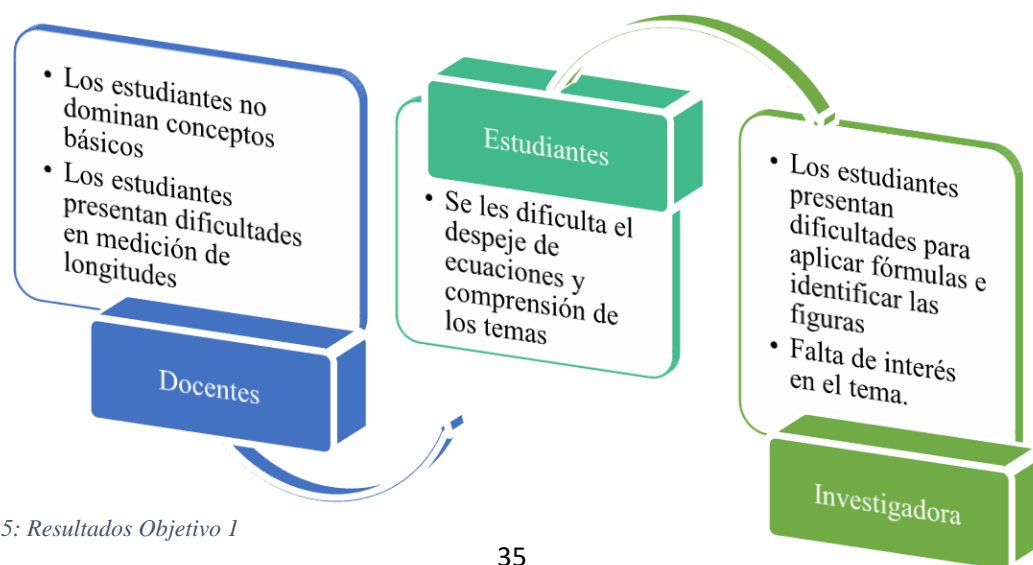 • Los estudiantes no
dominan conceptos
básicos
• Los estudiantes
presentan dificultades
en medición de
longitudes
Docentes
Estudiantes
• Se les dificulta el
despeje de
ecuaciones y
comprensión de
los temas
• Los estudiantes
presentan
dificultades para
aplicar fórmulas e
identificar las
figuras
• Falta de interés
en el tema.
Investigadora
5: Resultados Objetivo 1
35